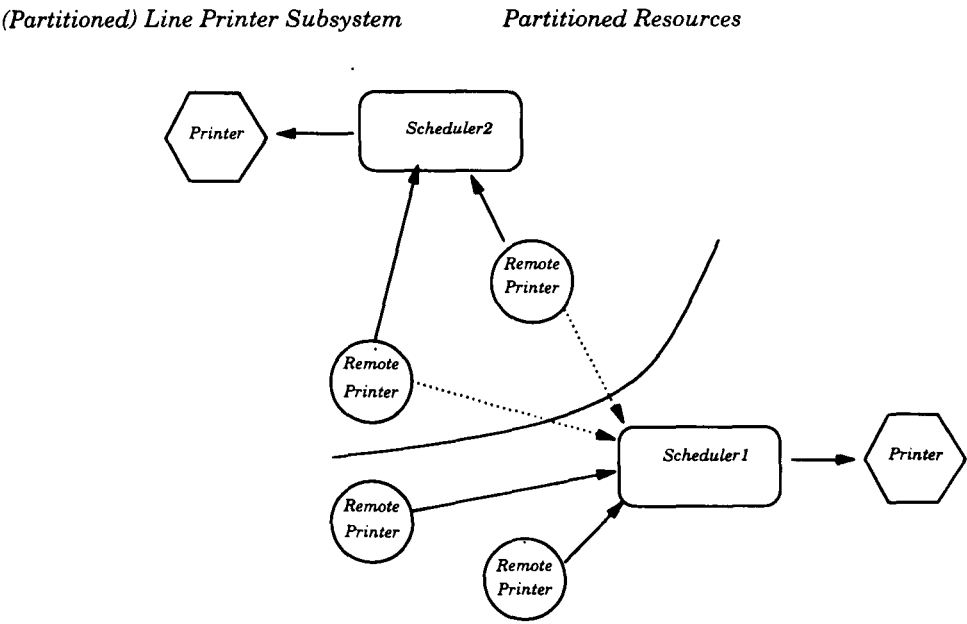 (Partitioned) Line Printer Subsystem Partitioned Resources
Printer
Scheduler2
Remote
Printer
Remote
Printer
Scheduler1
Printer
Remote
Printer
Remote
Printer